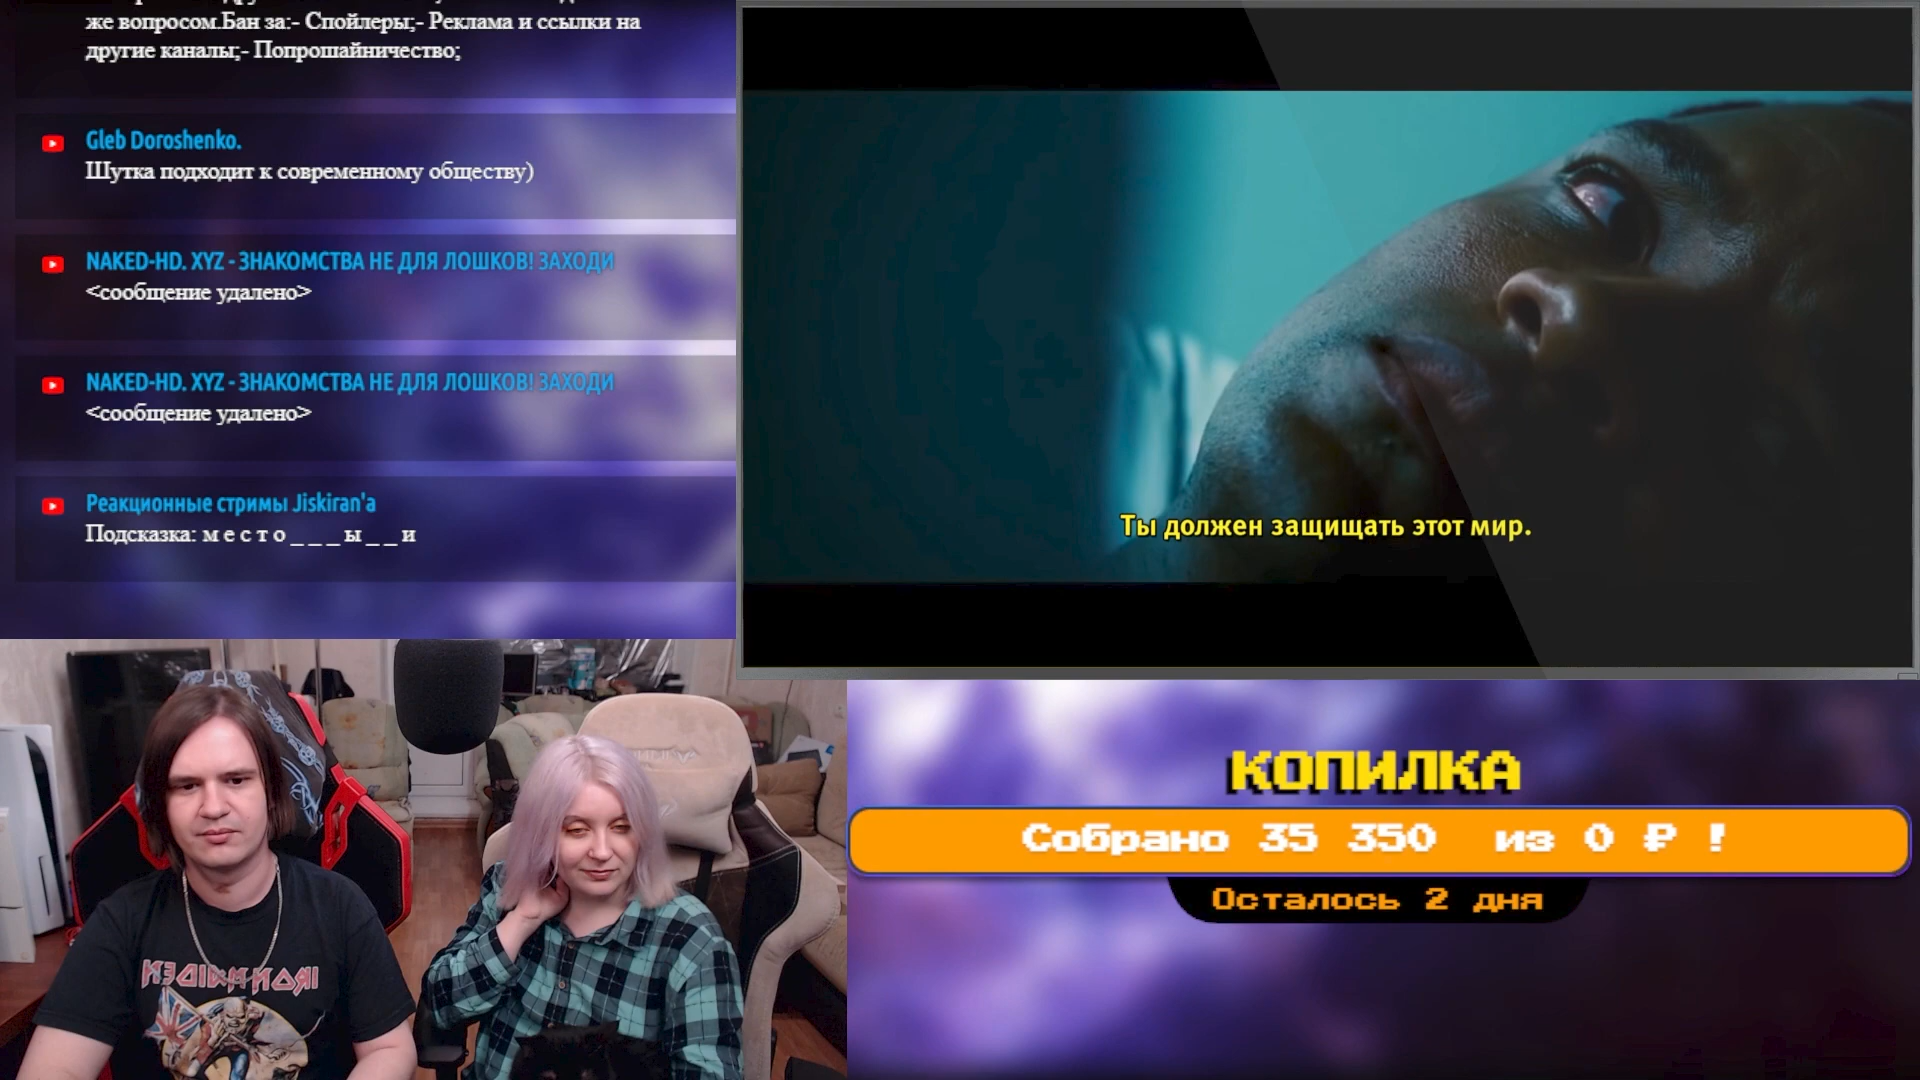 же вопросом.Бан за:- Спойлеры;- Реклама и ссылки на
другие каналы;- Попрошайничество;
Gleb Doroshenko.
Шутка подходит к современному обществу)
NAKED-HD. XYZ - ЗНАКОМСТВА НЕ ДЛЯ ЛОШКОВ! ЗАХОДИ
<сообщение удалено>
NAKED-HD. XYZ - ЗНАКОМСТВА НЕ ДЛЯ ЛОШКОВ! ЗАХОДИ
<сообщение удалено>
Реакционные стримы Jiskiran'a
Подсказка: м е с т о _ _ _ ы _ _ и
Ты должен защищать этот мир.
КОПИЛКА
Собрано 35 350 из 0 ₽ !
Осталось 2 дня
IRON MAIDEN